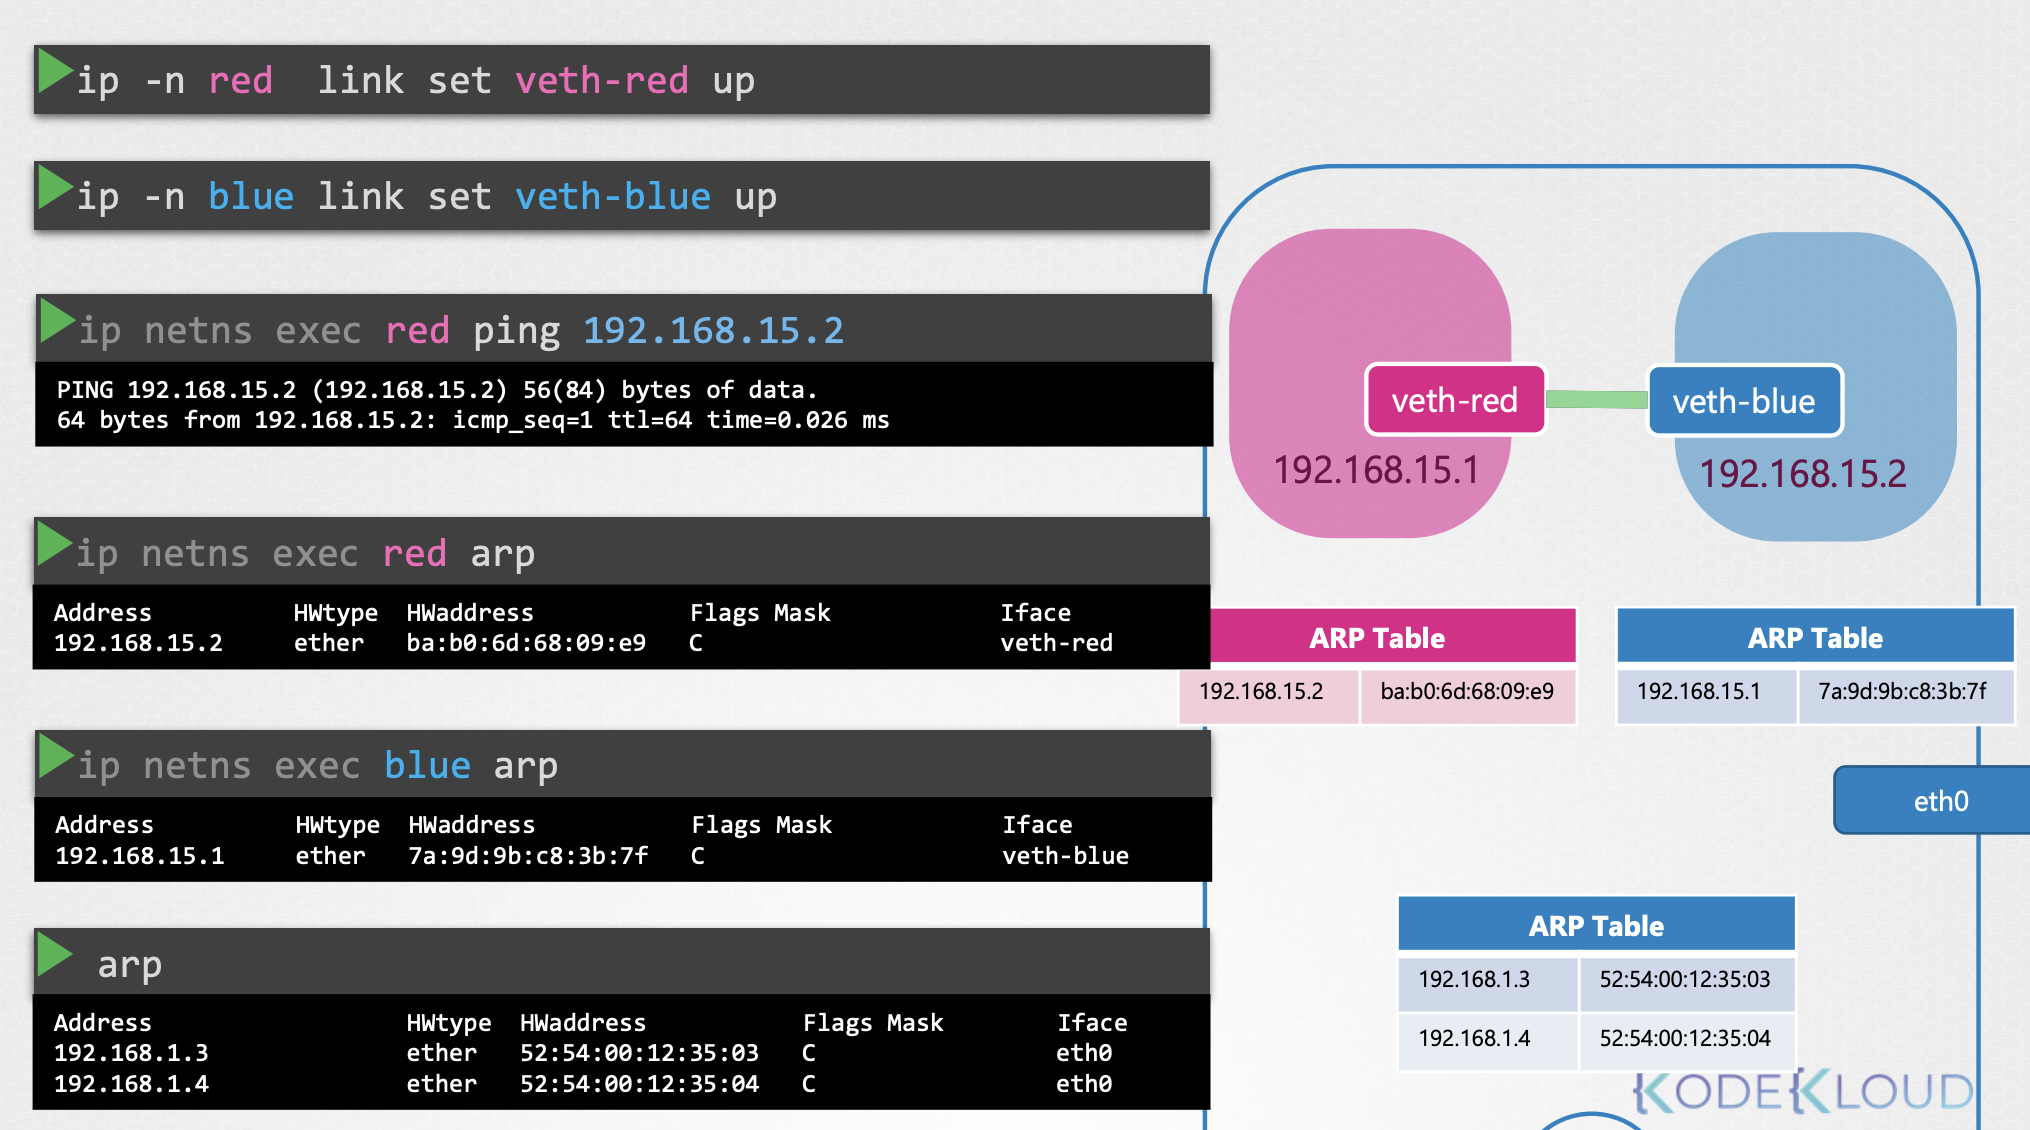 ip -n red link set veth-red up
ip -n blue link set veth-blue up
ip netns exec red ping 192.168.15.2
PING 192.168.15.2 (192.168.15.2) 56(84) bytes of data.
64 bytes from 192.168.15.2: icmp_seq=1 ttl=64 time=0.026 ms
ip netns exec red arp
Address HWtype HWaddress Flags Mask Iface
192.168.15.2 ether ba:b0:6d:68:09:e9 C veth-red
ip netns exec blue arp
Address HWtype HWaddress Flags Mask Iface
192.168.15.1 ether 7a:9d:9b:c8:3b:7f C veth-blue
arp
Address HWtype HWaddress Flags Mask Iface
192.168.1.3 ether 52:54:00:12:35:03 C eth0
192.168.1.4 ether 52:54:00:12:35:04 C eth0
veth-red
veth-blue
192.168.15.1
192.168.15.2
ARP Table
192.168.15.2 ba:b0:6d:68:09:e9
ARP Table
192.168.15.1 7a:9d:9b:c8:3b:7f
eth0
ARP Table
192.168.1.3 52:54:00:12:35:03
192.168.1.4 52:54:00:12:35:04
KODEKLOUD